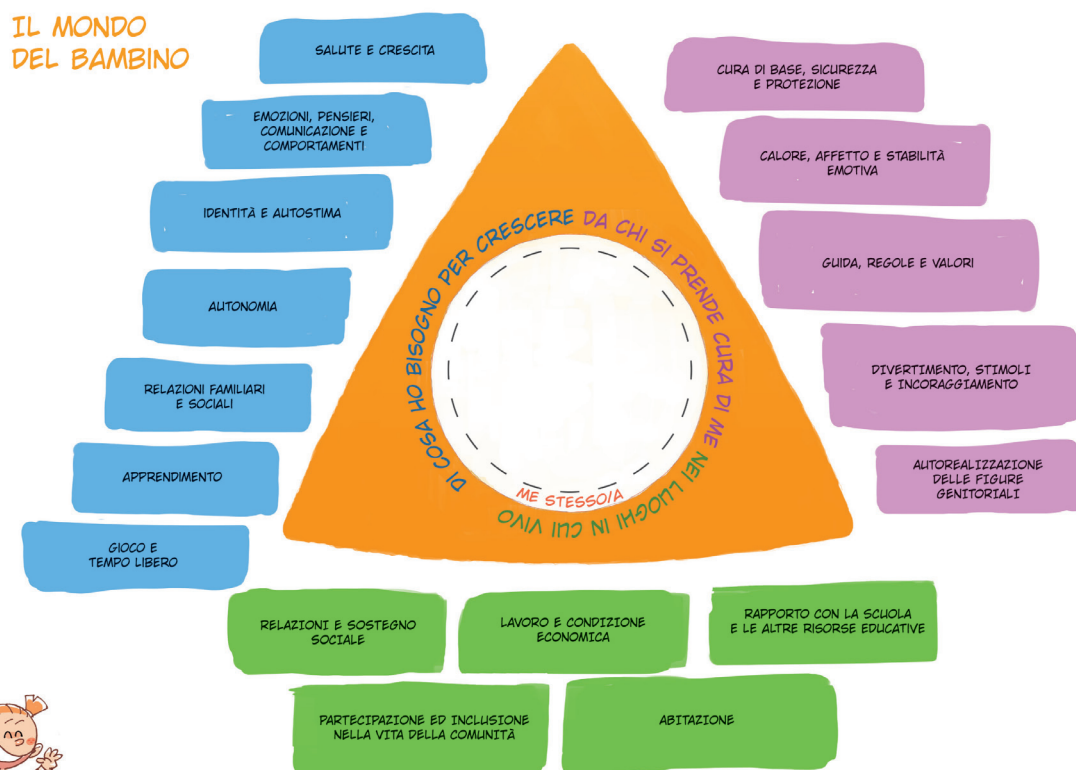 IL MONDO
DEL BAMBINO
SALUTE E CRESCITA
EMOZIONI, PENSIERI,
COMUNICAZIONE E
COMPORTAMENTI
IDENTITÀ E AUTOSTIMA
AUTONOMIA
RELAZIONI FAMILIARI
E SOCIALI
APPRENDIMENTO
GIOCO E
TEMPO LIBERO
DI COSA HO BISOGNO PER CRESCERE
DA CHI SI PRENDE CURA DI ME
NEI LUOGHI IN CUI VIVO
ME STESSO/A
CURA DI BASE, SICUREZZA
E PROTEZIONE
CALORE, AFFETTO E STABILITÀ
EMOTIVA
GUIDA, REGOLE E VALORI
DIVERTIMENTO, STIMOLI
E INCORAGGIAMENTO
AUTOREALIZZAZIONE
DELLE FIGURE
GENITORIALI
RELAZIONI E SOSTEGNO
SOCIALE
LAVORO E CONDIZIONE
ECONOMICA
RAPPORTO CON LA SCUOLA
E LE ALTRE RISORSE EDUCATIVE
PARTECIPAZIONE ED INCLUSIONE
NELLA VITA DELLA COMUNITÀ
ABITAZIONE